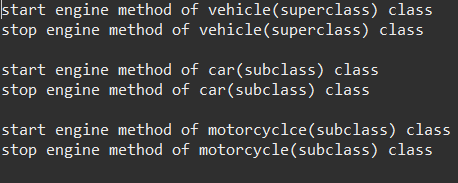 start engine method of vehicle(superclass) class
stop engine method of vehicle(superclass) class
start engine method of car(subclass) class
stop engine method of car(subclass) class
start engine method of motorcyclce(subclass) class
stop engine method of motorcycle(subclass) class